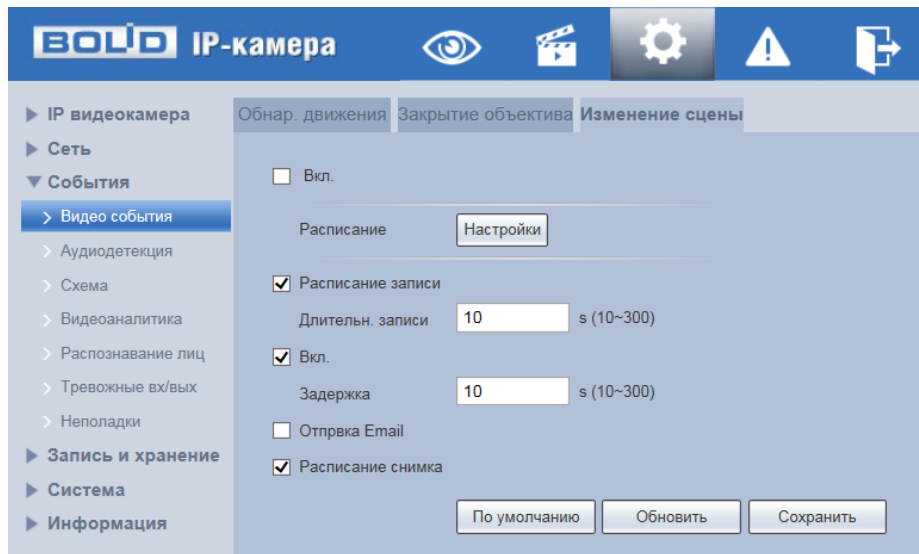 BOLID IP-камера
IP видеокамера
Сеть
События
Видео события
Аудиодетекция
Схема
Видеоаналитика
Распознавание лиц
Тревожные вх/вых
Неполадки
Запись и хранение
Система
Информация
Обнар. движения Закрытие объектива Изменение сцены
Вкл.
Расписание Настройки
Расписание записи
Длительн. записи 10 s (10~300)
Вкл.
Задержка 10 s (10~300)
Отпрвка Email
Расписание снимка
По умолчанию Обновить Сохранить